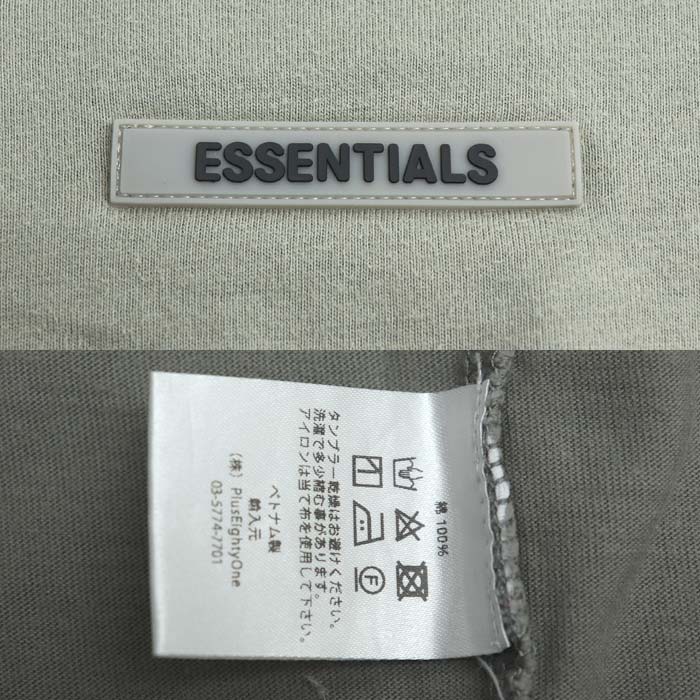 ESSENTIALS
綿 100%
タンブラー乾燥はお避けください。
洗濯で多少縮む事があります。
アイロンは当て布を使用して下さい。
ベトナム製
輸入元
（株）PlusEightyOne
03-5774-7701